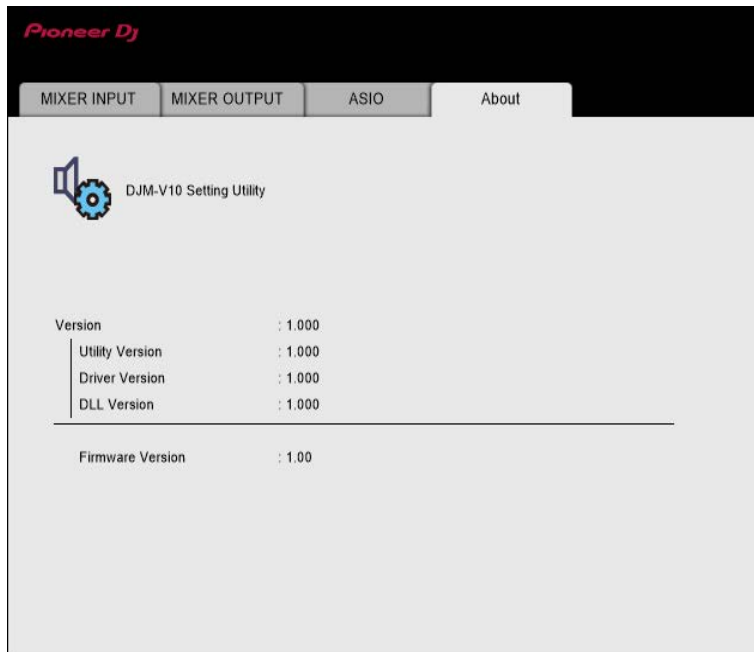 Pioneer Dj
MIXER INPUT MIXER OUTPUT ASIO About
DJM-V10 Setting Utility
Version : 1.000
Utility Version : 1.000
Driver Version : 1.000
DLL Version : 1.000
Firmware Version : 1.00